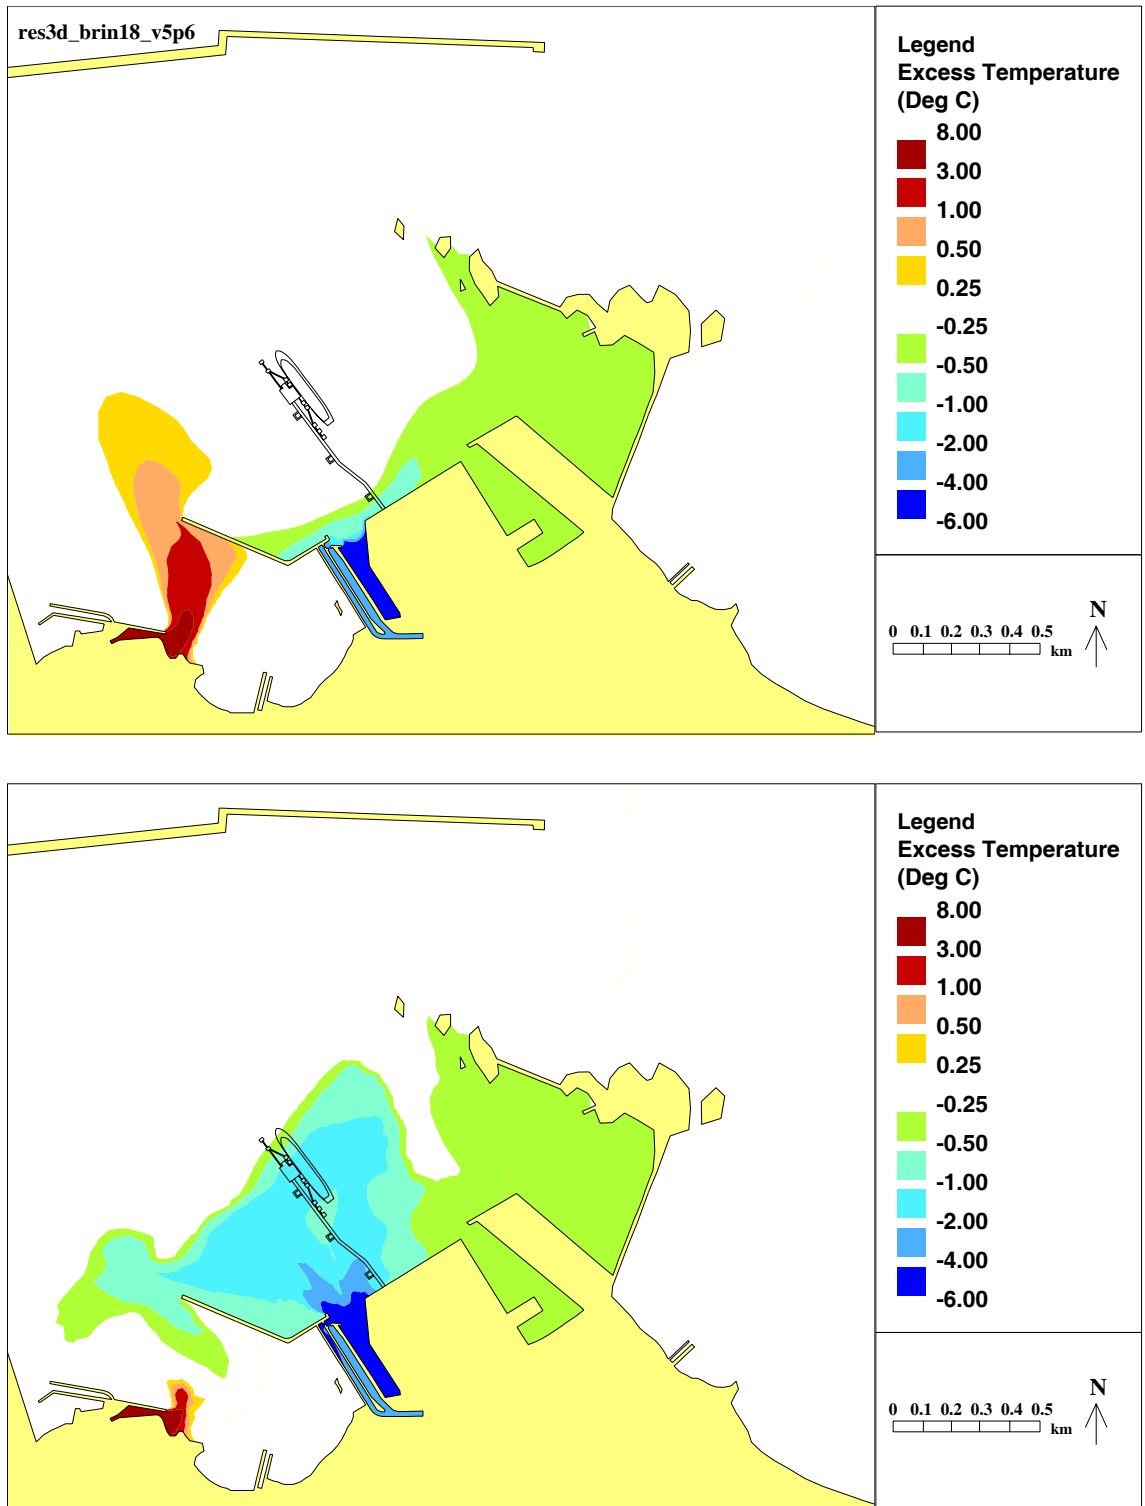 res3d_brin18_v5p6
Legend
Excess Temperature
(Deg C)
8.00
3.00
1.00
0.50
0.25
-0.25
-0.50
-1.00
-2.00
-4.00
-6.00
N
0 0.1 0.2 0.3 0.4 0.5
km
Legend
Excess Temperature
(Deg C)
8.00
3.00
1.00
0.50
0.25
-0.25
-0.50
-1.00
-2.00
-4.00
-6.00
N
0 0.1 0.2 0.3 0.4 0.5
km